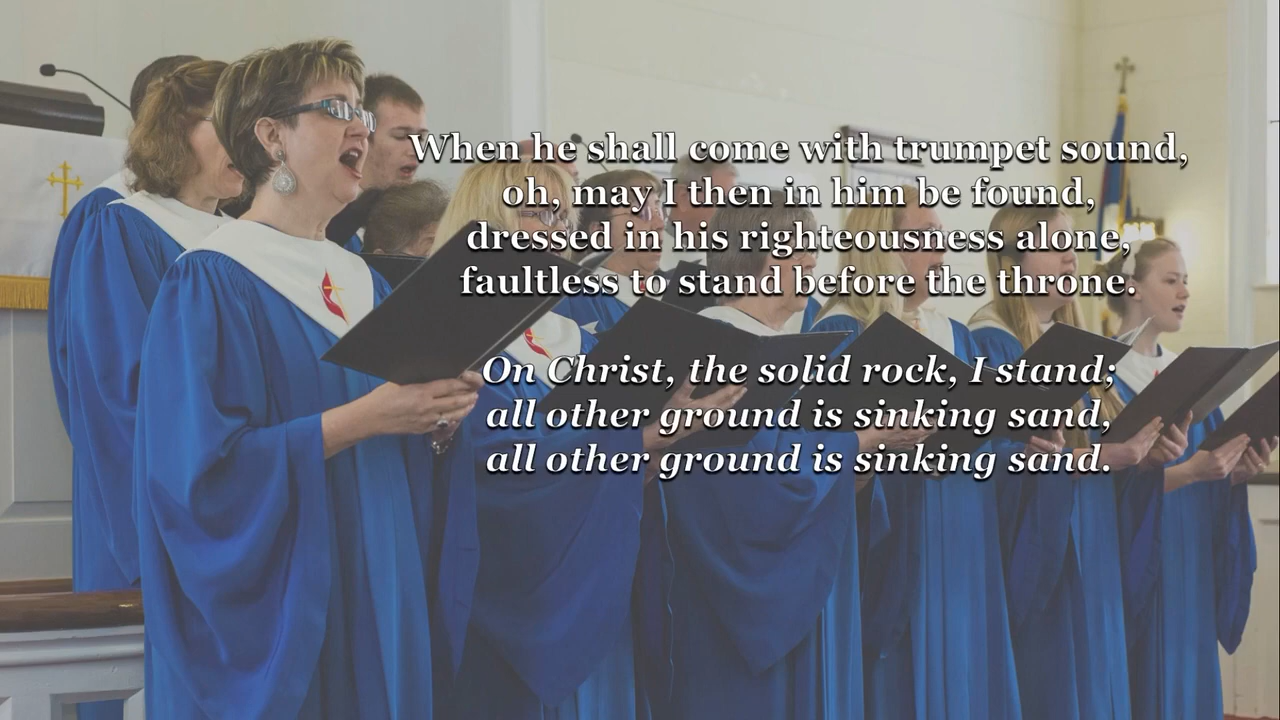 When he shall come with trumpet sound,
oh, may I then in him be found,
dressed in his righteousness alone,
faultless to stand before the throne.
On Christ, the solid rock, I stand;
all other ground is sinking sand,
all other ground is sinking sand.